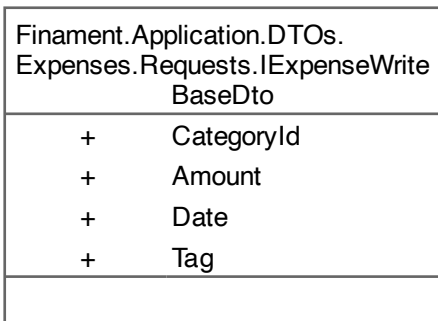 Finament.Application.DTOs.
Expenses.Requests.IExpenseWrite
BaseDto
+ CategoryId
+ Amount
+ Date
+ Tag